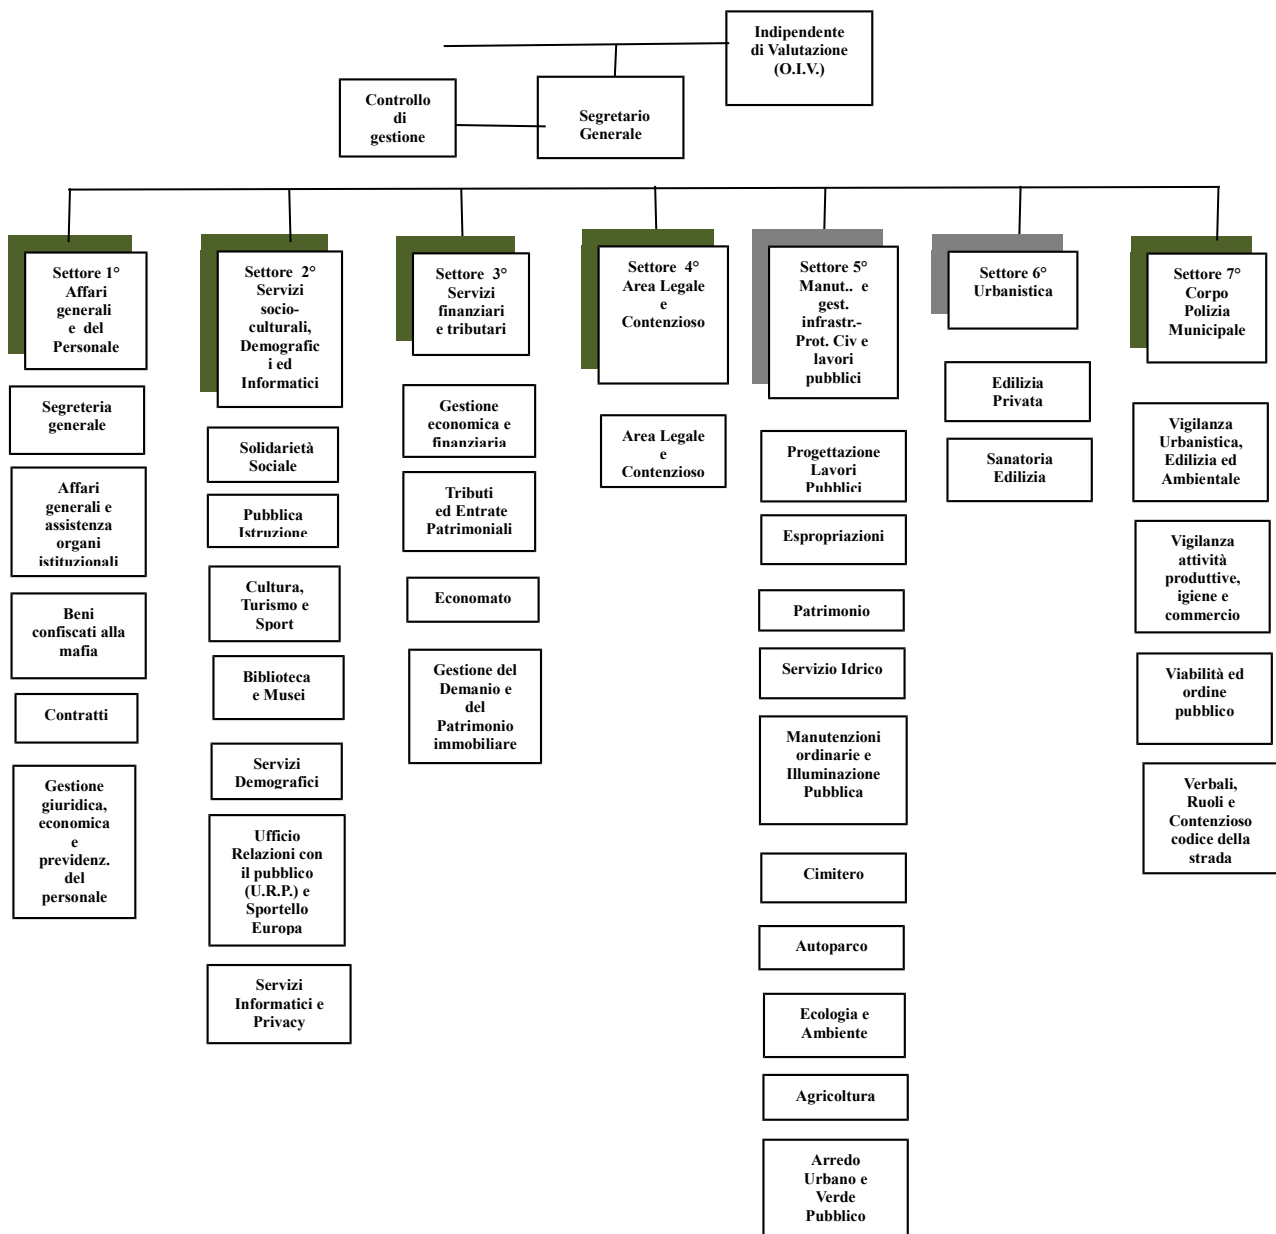 Indipendente
di Valutazione
(O.I.V.)
Controllo
di
gestione
Segretario
Generale
Settore 1°
Affari
generali
e del
Personale
Segreteria
generale
Affari
generali e
assistenza
organi
istituzionali
Beni
confiscati alla
mafia
Contratti
Gestione
giuridica,
economica
e
previdenz.
del
personale
Settore 2°
Servizi
socio-
culturali,
Demografic
i ed
Informatici
Solidarietà
Sociale
Pubblica
Istruzione
Cultura,
Turismo e
Sport
Biblioteca
e Musei
Servizi
Demografici
Ufficio
Relazioni con
il pubblico
(U.R.P.) e
Sportello
Europa
Servizi
Informatici e
Privacy
Settore 3°
Servizi
finanziari
e tributari
Gestione
economica e
finanziaria
Tributi
ed Entrate
Patrimoniali
Economato
Gestione del
Demanio e
del
Patrimonio
immobiliare
Settore 4°
Area Legale
e
Contenzioso
Area Legale
e
Contenzioso
Settore 5°
Manut.. e
gest.
infrastr.-
Prot. Civ e
lavori
pubblici
Progettazione
Lavori
Pubblici
Espropriazioni
Patrimonio
Servizio Idrico
Manutenzioni
ordinarie e
Illuminazione
Pubblica
Cimitero
Autoparco
Ecologia e
Ambiente
Agricoltura
Arredo
Urbano e
Verde
Pubblico
Settore 6°
Urbanistica
Edilizia
Privata
Sanatoria
Edilizia
Settore 7°
Corpo
Polizia
Municipale
Vigilanza
Urbanistica,
Edilizia ed
Ambientale
Vigilanza
attività
produttive,
igiene e
commercio
Viabilità ed
ordine
pubblico
Verbali,
Ruoli e
Contenzioso
codice della
strada